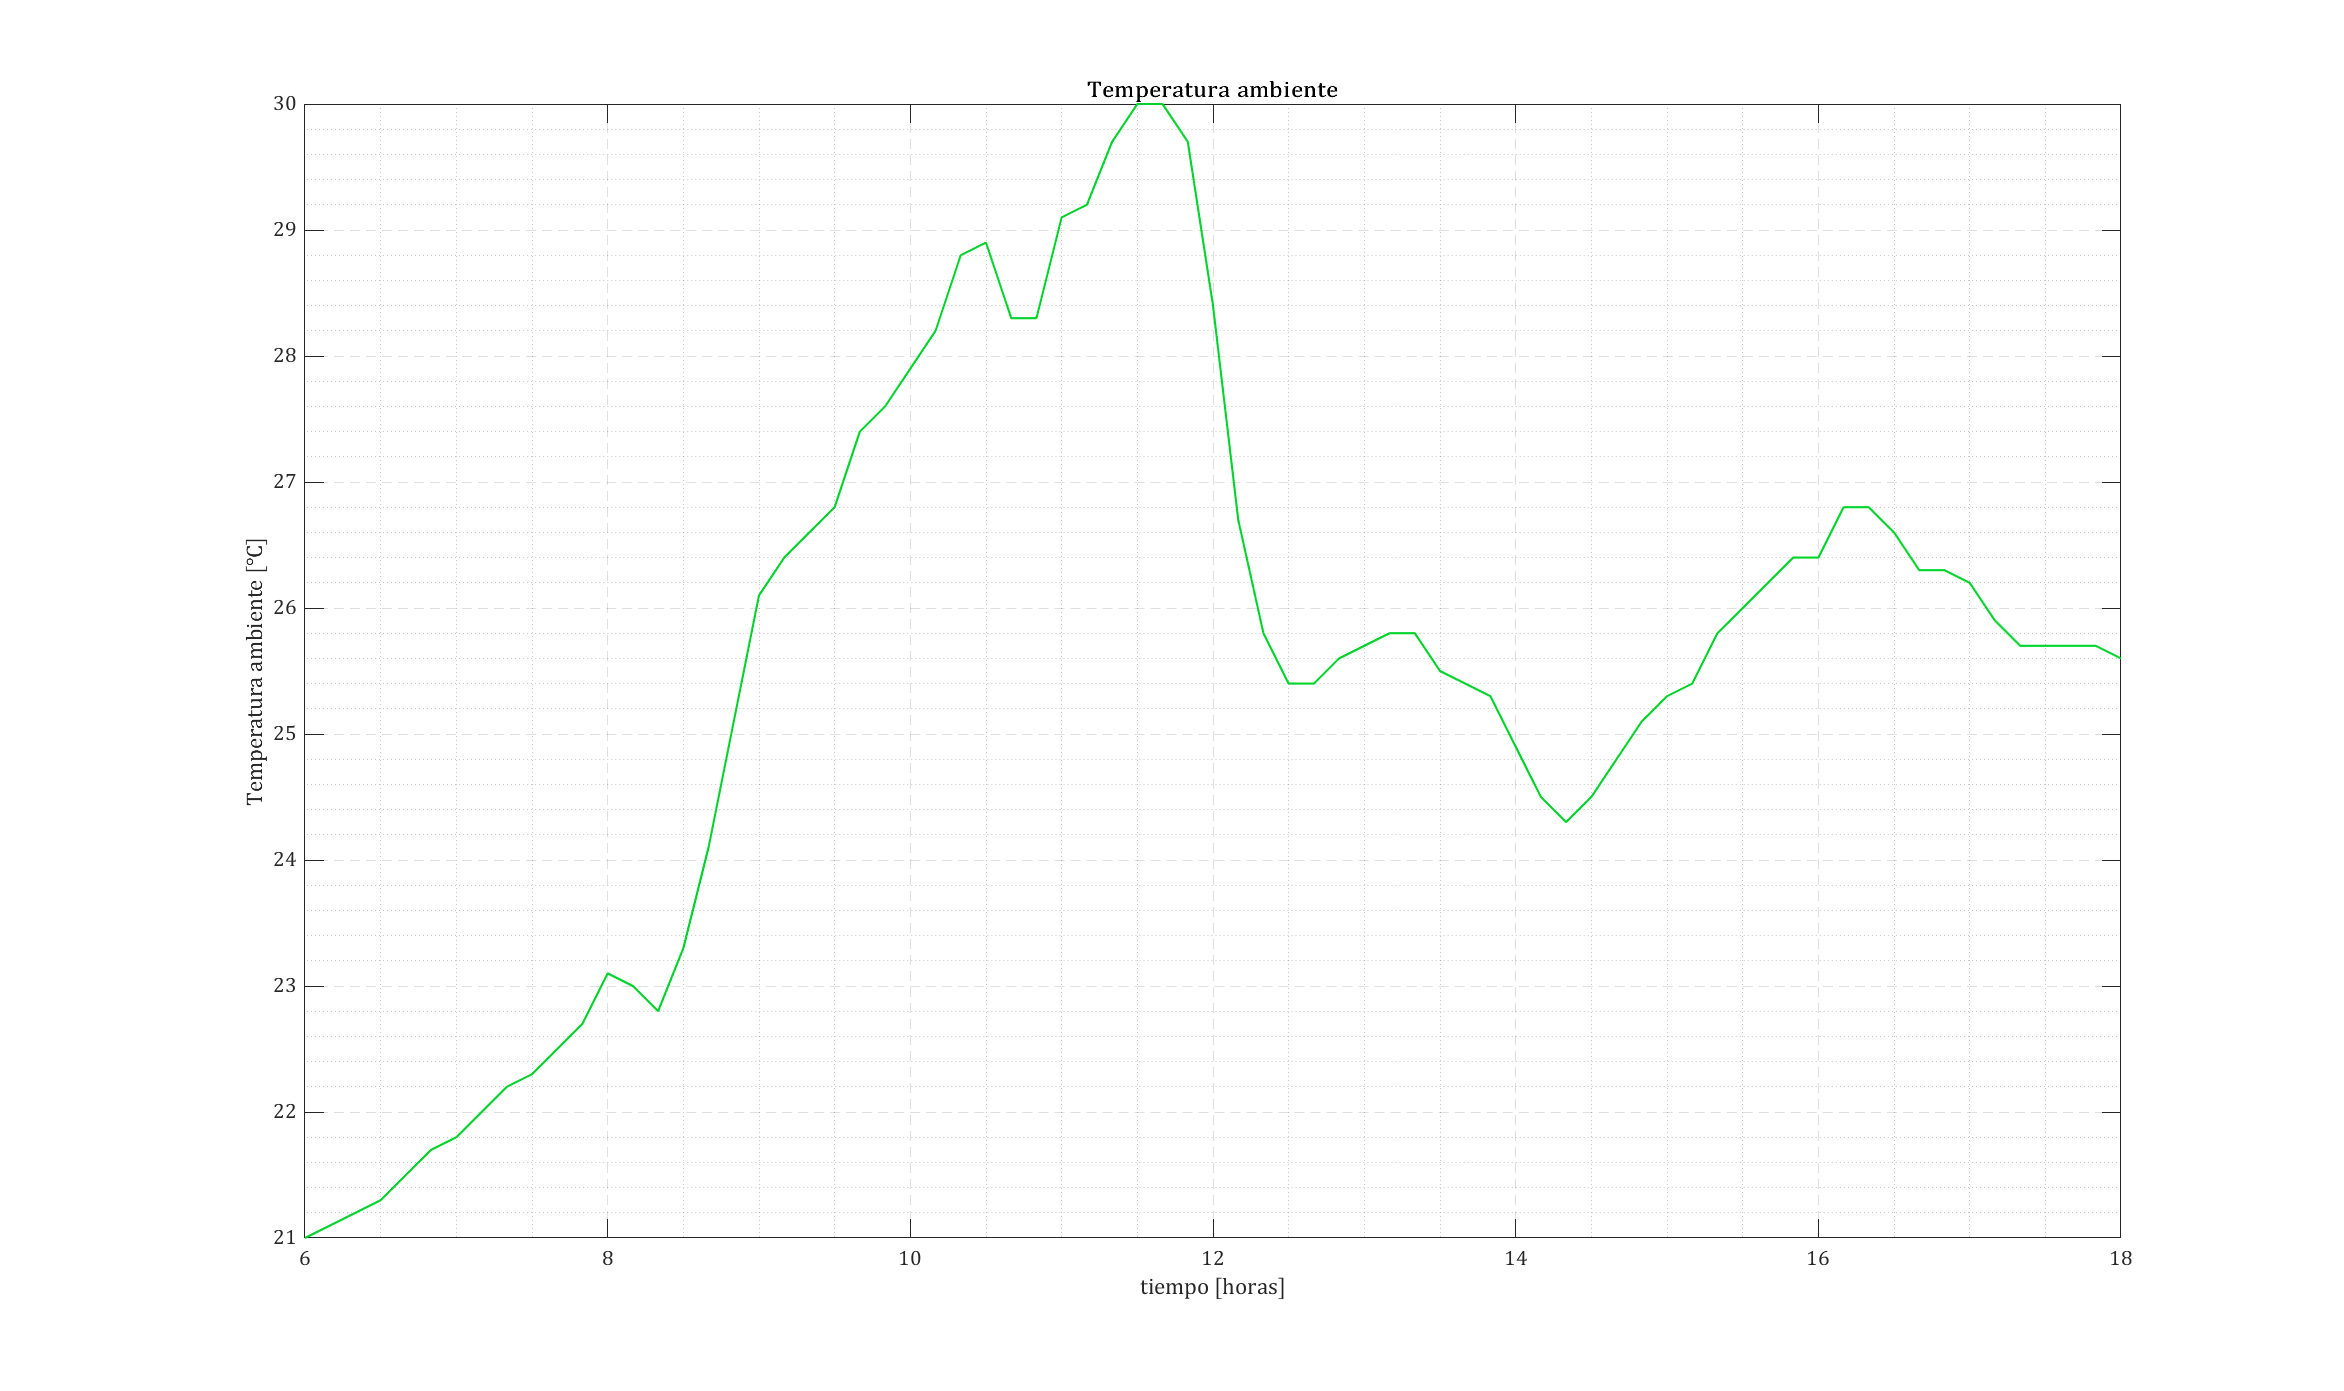 Temperatura ambiente
30
29
28
27
26
25
24
23
22
21
Temperatura ambiente [°C]
6 8 10 12 14 16 18
tiempo [horas]